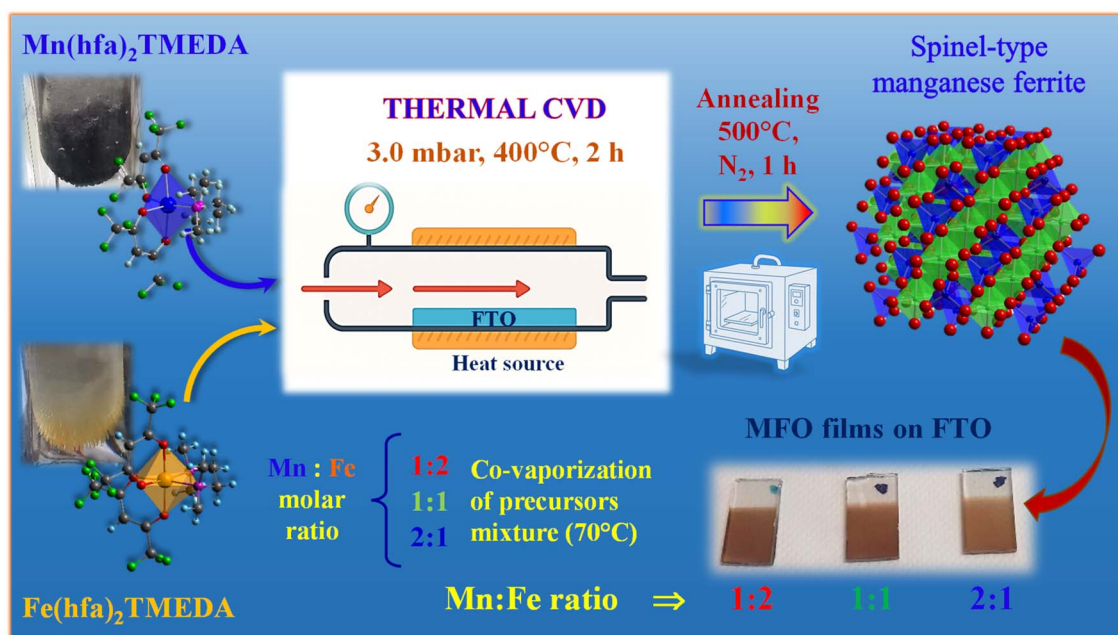 Mn(hfa)₂TMEDA
THERMAL CVD
3.0 mbar, 400°C, 2 h
FTO
Heat source
Annealing
500°C,
N₂, 1 h
Spinel-type
manganese ferrite
Fe(hfa)₂TMEDA
Mn : Fe
molar
ratio
1:2
1:1
2:1
Co-vaporization
of precursors
mixture (70°C)
MFO films on FTO
Mn:Fe ratio ⇒ 1:2 1:1 2:1